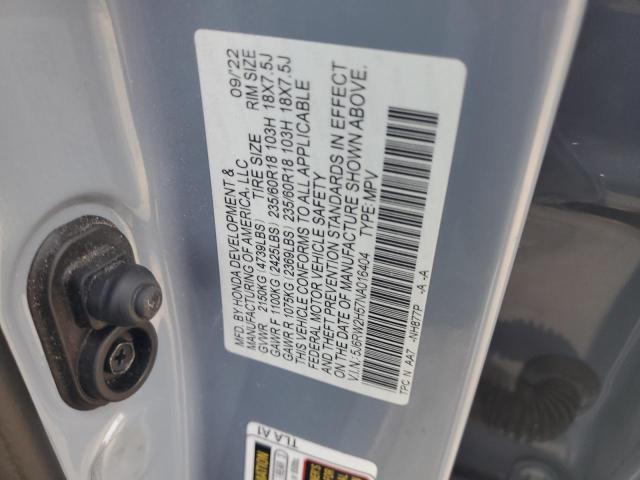 MFD. BY HONDA DEVELOPMENT & 09/22
MANUFACTURING OF AMERICA, LLC
GVWR 2150KG (4739LBS) TIRE SIZE RIM SIZE
GAWR F 1100KG (2425LBS) 235/60R18 103H 18X7.5J
GAWR R 1075KG (2369LBS) 235/60R18 103H 18X7.5J
THIS VEHICLE CONFORMS TO ALL APPLICABLE
FEDERAL MOTOR VEHICLE SAFETY
AND THEFT PREVENTION STANDARDS IN EFFECT
ON THE DATE OF MANUFACTURE SHOWN ABOVE.
V.I.N.: 5J6RW2H57NA016404 TYPE: MPV
TPC N AA7 -NH877P -A -A
TLA A1